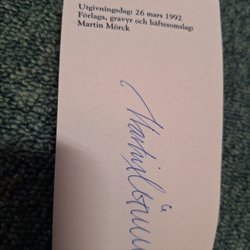 Utgivningsdag: 26 mars 1992
Förlaga, gravyr och häftesomslag:
Martin Mörck